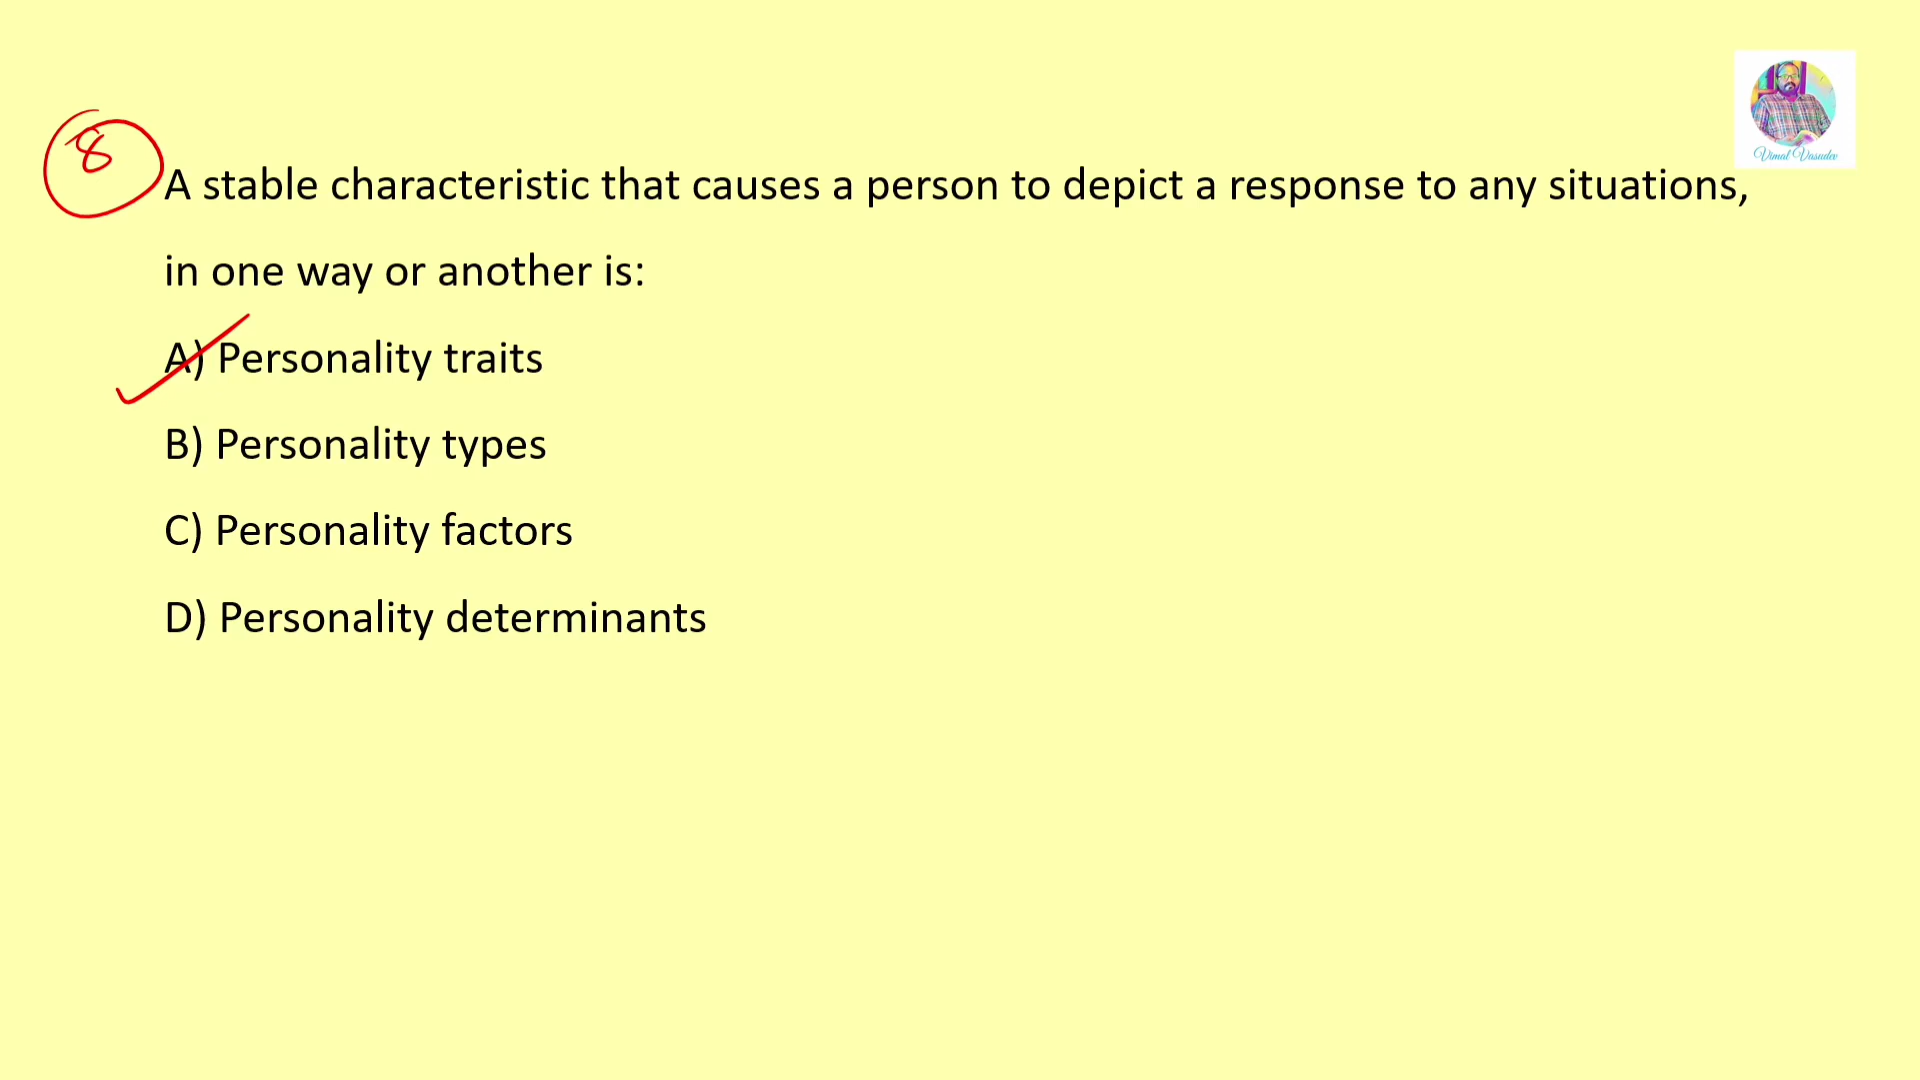 8
Vimal Vasudev
A stable characteristic that causes a person to depict a response to any situations,
in one way or another is:
A) Personality traits
B) Personality types
C) Personality factors
D) Personality determinants